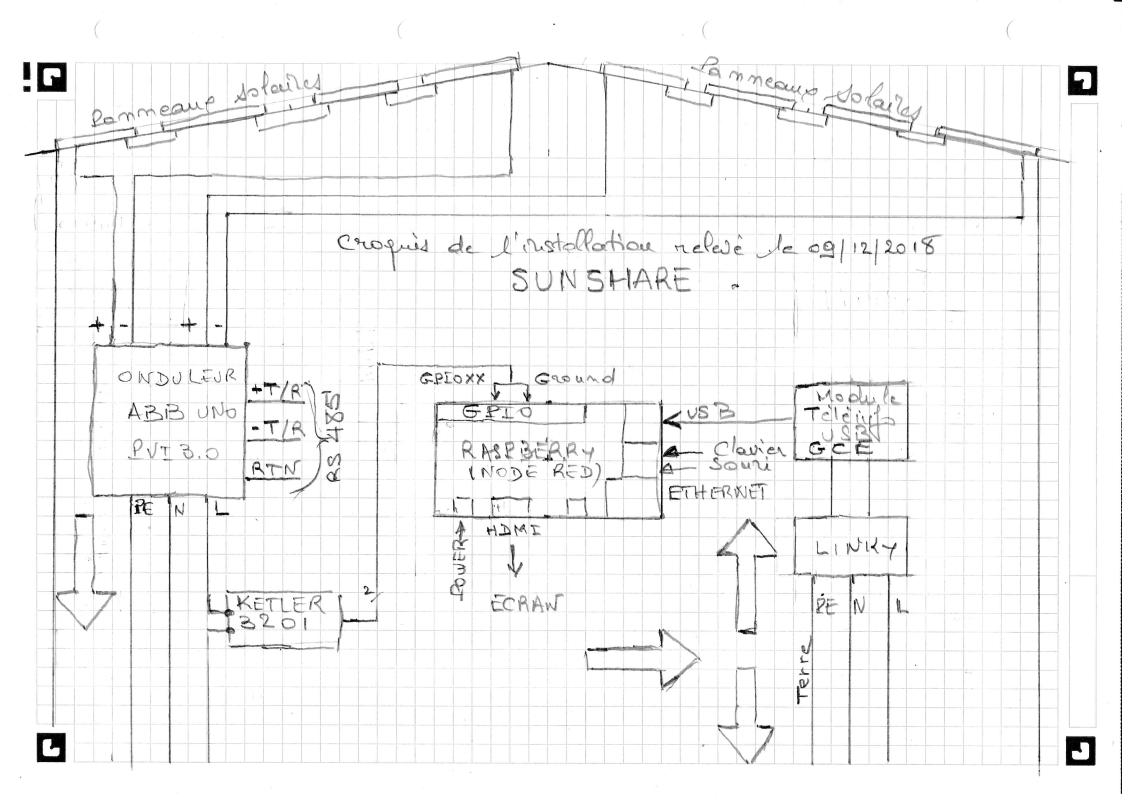 Panneaux solaires
Panneaux solaires
Croquis de l'installation relevé le 09/12/2018
SUNSHARE .
+ - + -
ONDULEUR
ABB UNO
PVI 3.0
+T/R
-T/R
RTN
RS 485
PE N L
GPIOXX
Ground
GPIO
RASPBERRY
(NODE RED)
USB
Clavier
Souri
ETHERNET
POWER
HDMI
ECRAN
Module
Téléinfo
USB
GCE
LINKY
PE N L
Terre
KETLER
3201
2